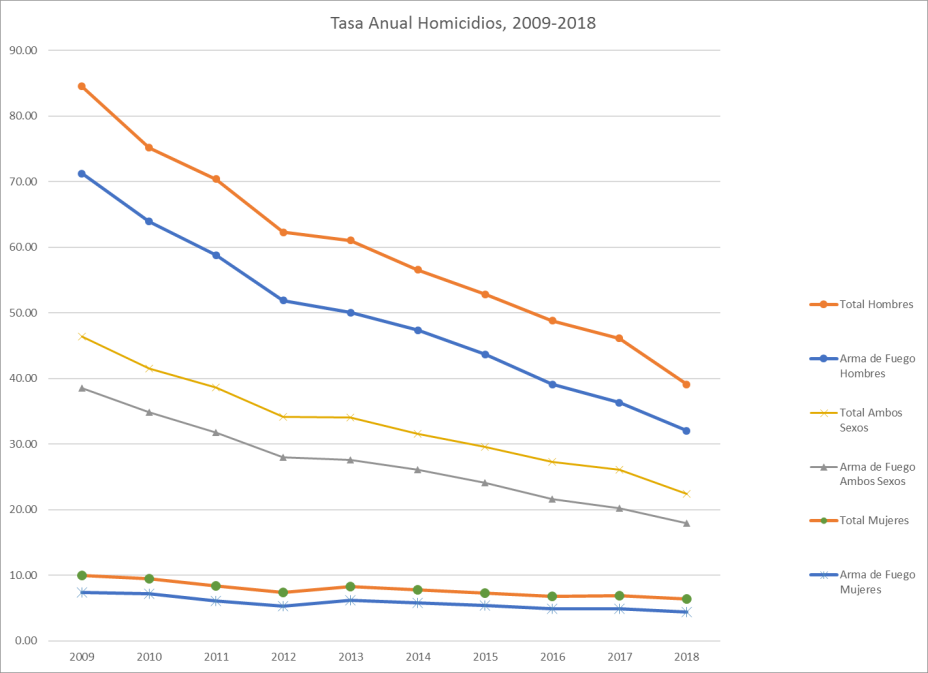 Tasa Anual Homicidios, 2009-2018
90.00
80.00
70.00
60.00
50.00
40.00
30.00
20.00
10.00
0.00
2009 2010 2011 2012 2013 2014 2015 2016 2017 2018
Total Hombres
Arma de Fuego
Hombres
Total Ambos
Sexos
Arma de Fuego
Ambos Sexos
Total Mujeres
Arma de Fuego
Mujeres